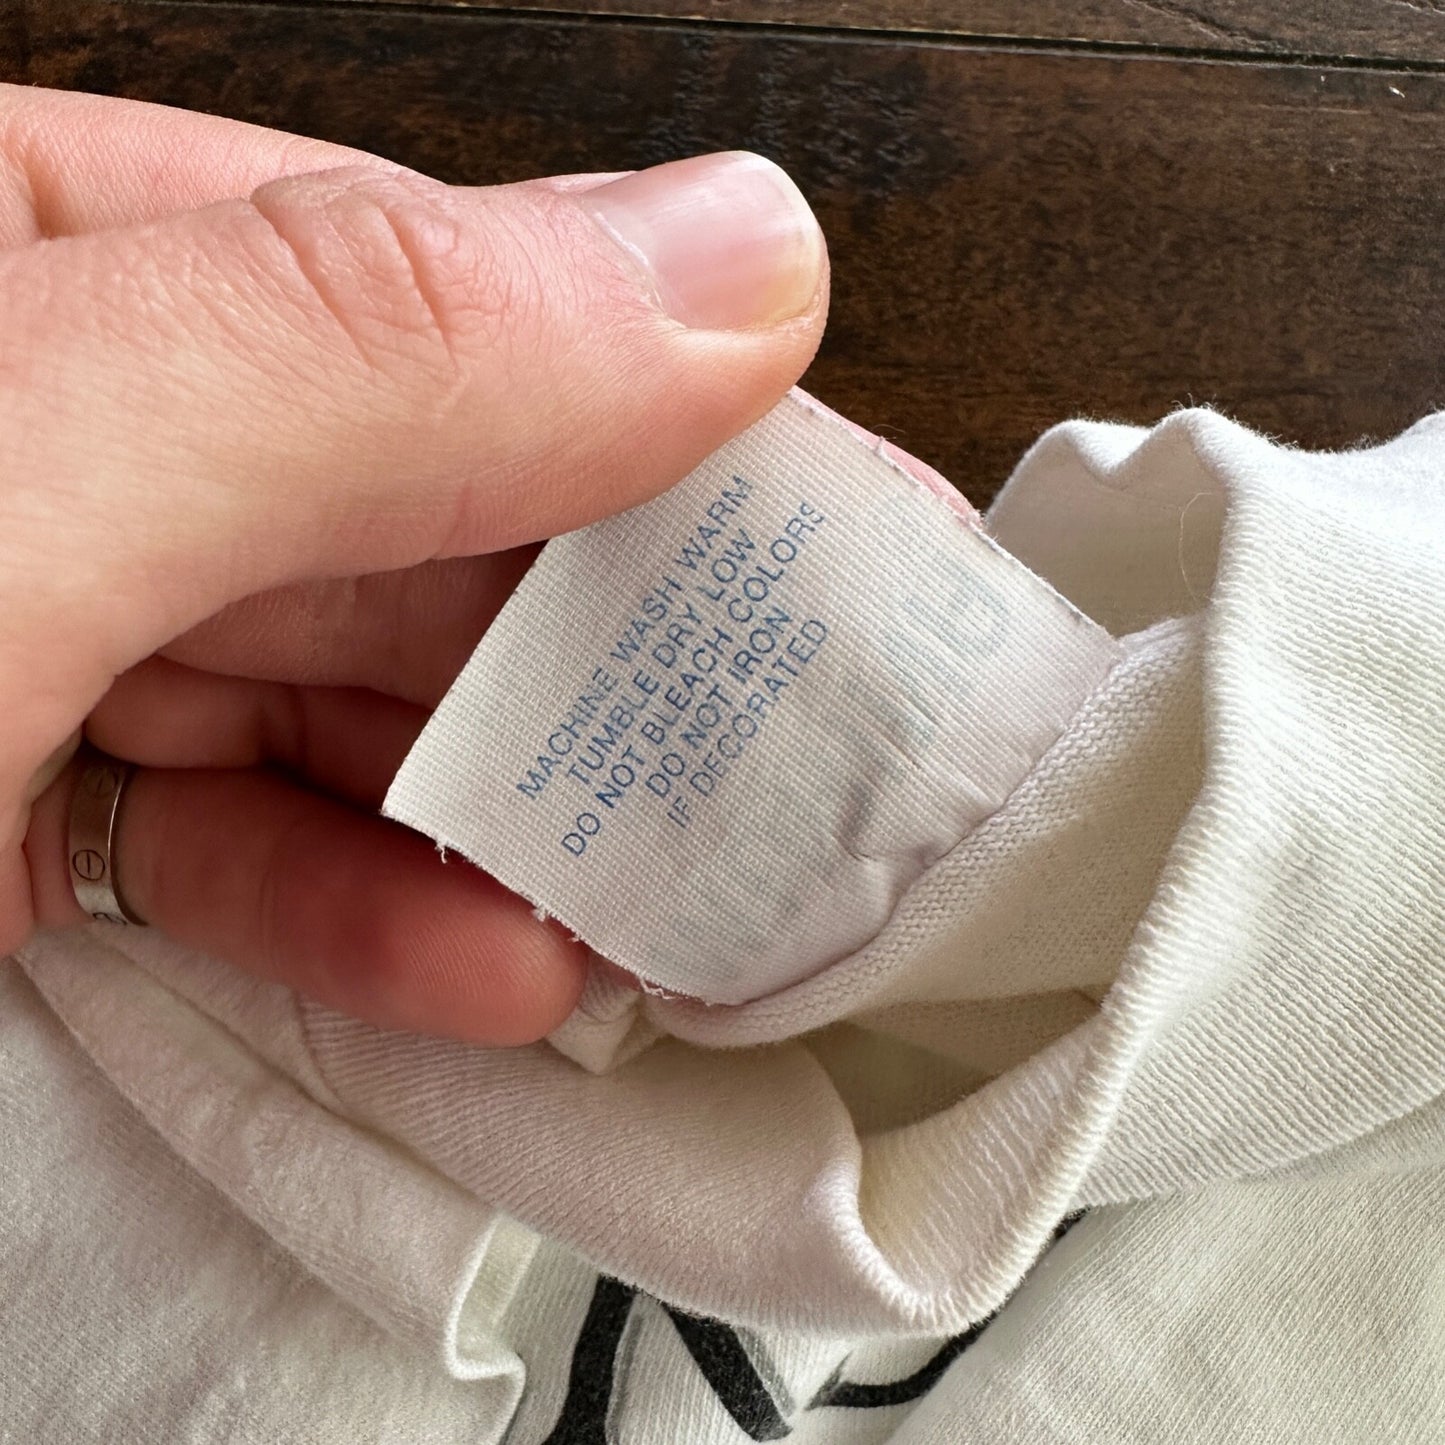 MACHINE WASH WARM
TUMBLE DRY LOW
DO NOT BLEACH COLORS
DO NOT IRON
IF DECORATED